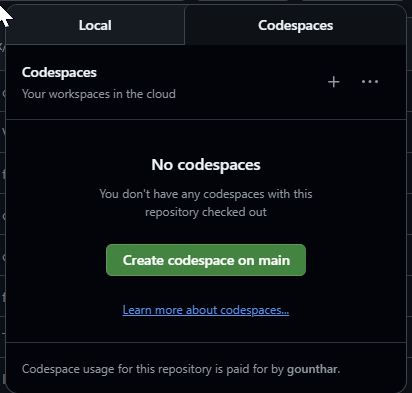 Local Codespaces
Codespaces
Your workspaces in the cloud
No codespaces
You don't have any codespaces with this
repository checked out
Create codespace on main
Learn more about codespaces...
Codespace usage for this repository is paid for by gounthar.